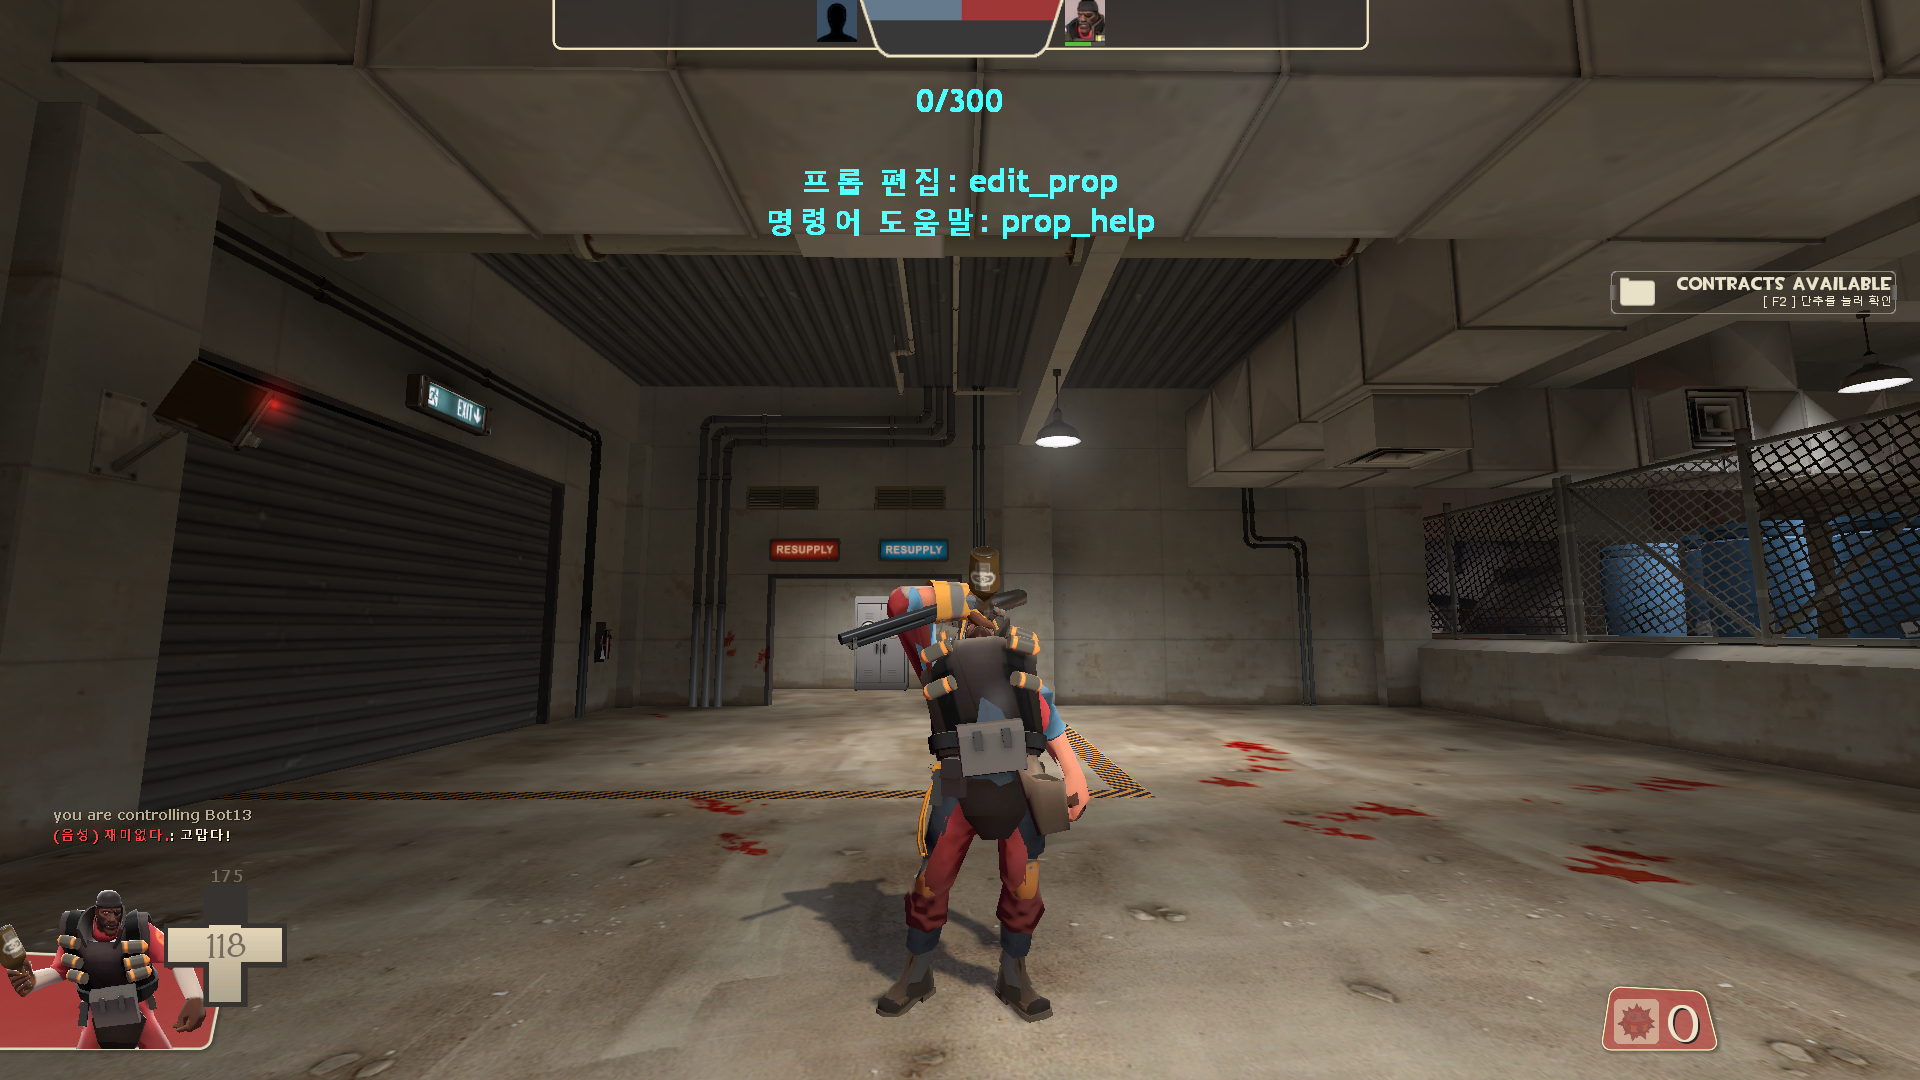 0/300
프롭 편집: edit_prop
명령어 도움말: prop_help
CONTRACTS AVAILABLE
[ F2 ] 단추를 눌러 확인
EXIT
RESUPPLY
RESUPPLY
you are controlling Bot13
(음성) 재미없다.: 고맙다!
175
118
0